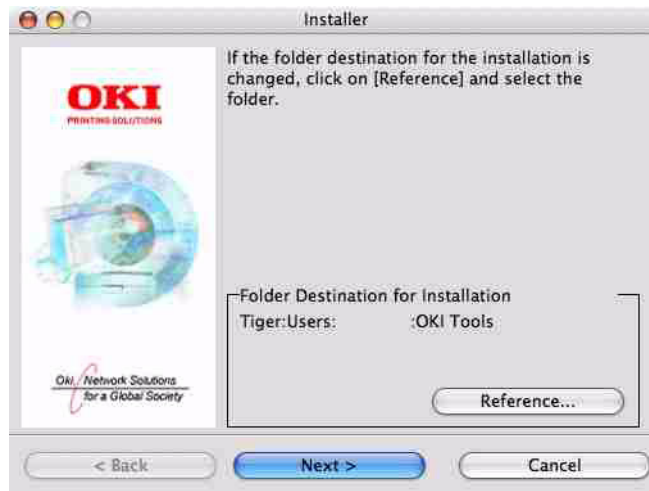 Installer
OKI
PRINTING SOLUTIONS
If the folder destination for the installation is
changed, click on [Reference] and select the
folder.
Folder Destination for Installation
Tiger:Users: :OKI Tools
Reference...
Oki, Network Solutions
for a Global Society
< Back
Next >
Cancel